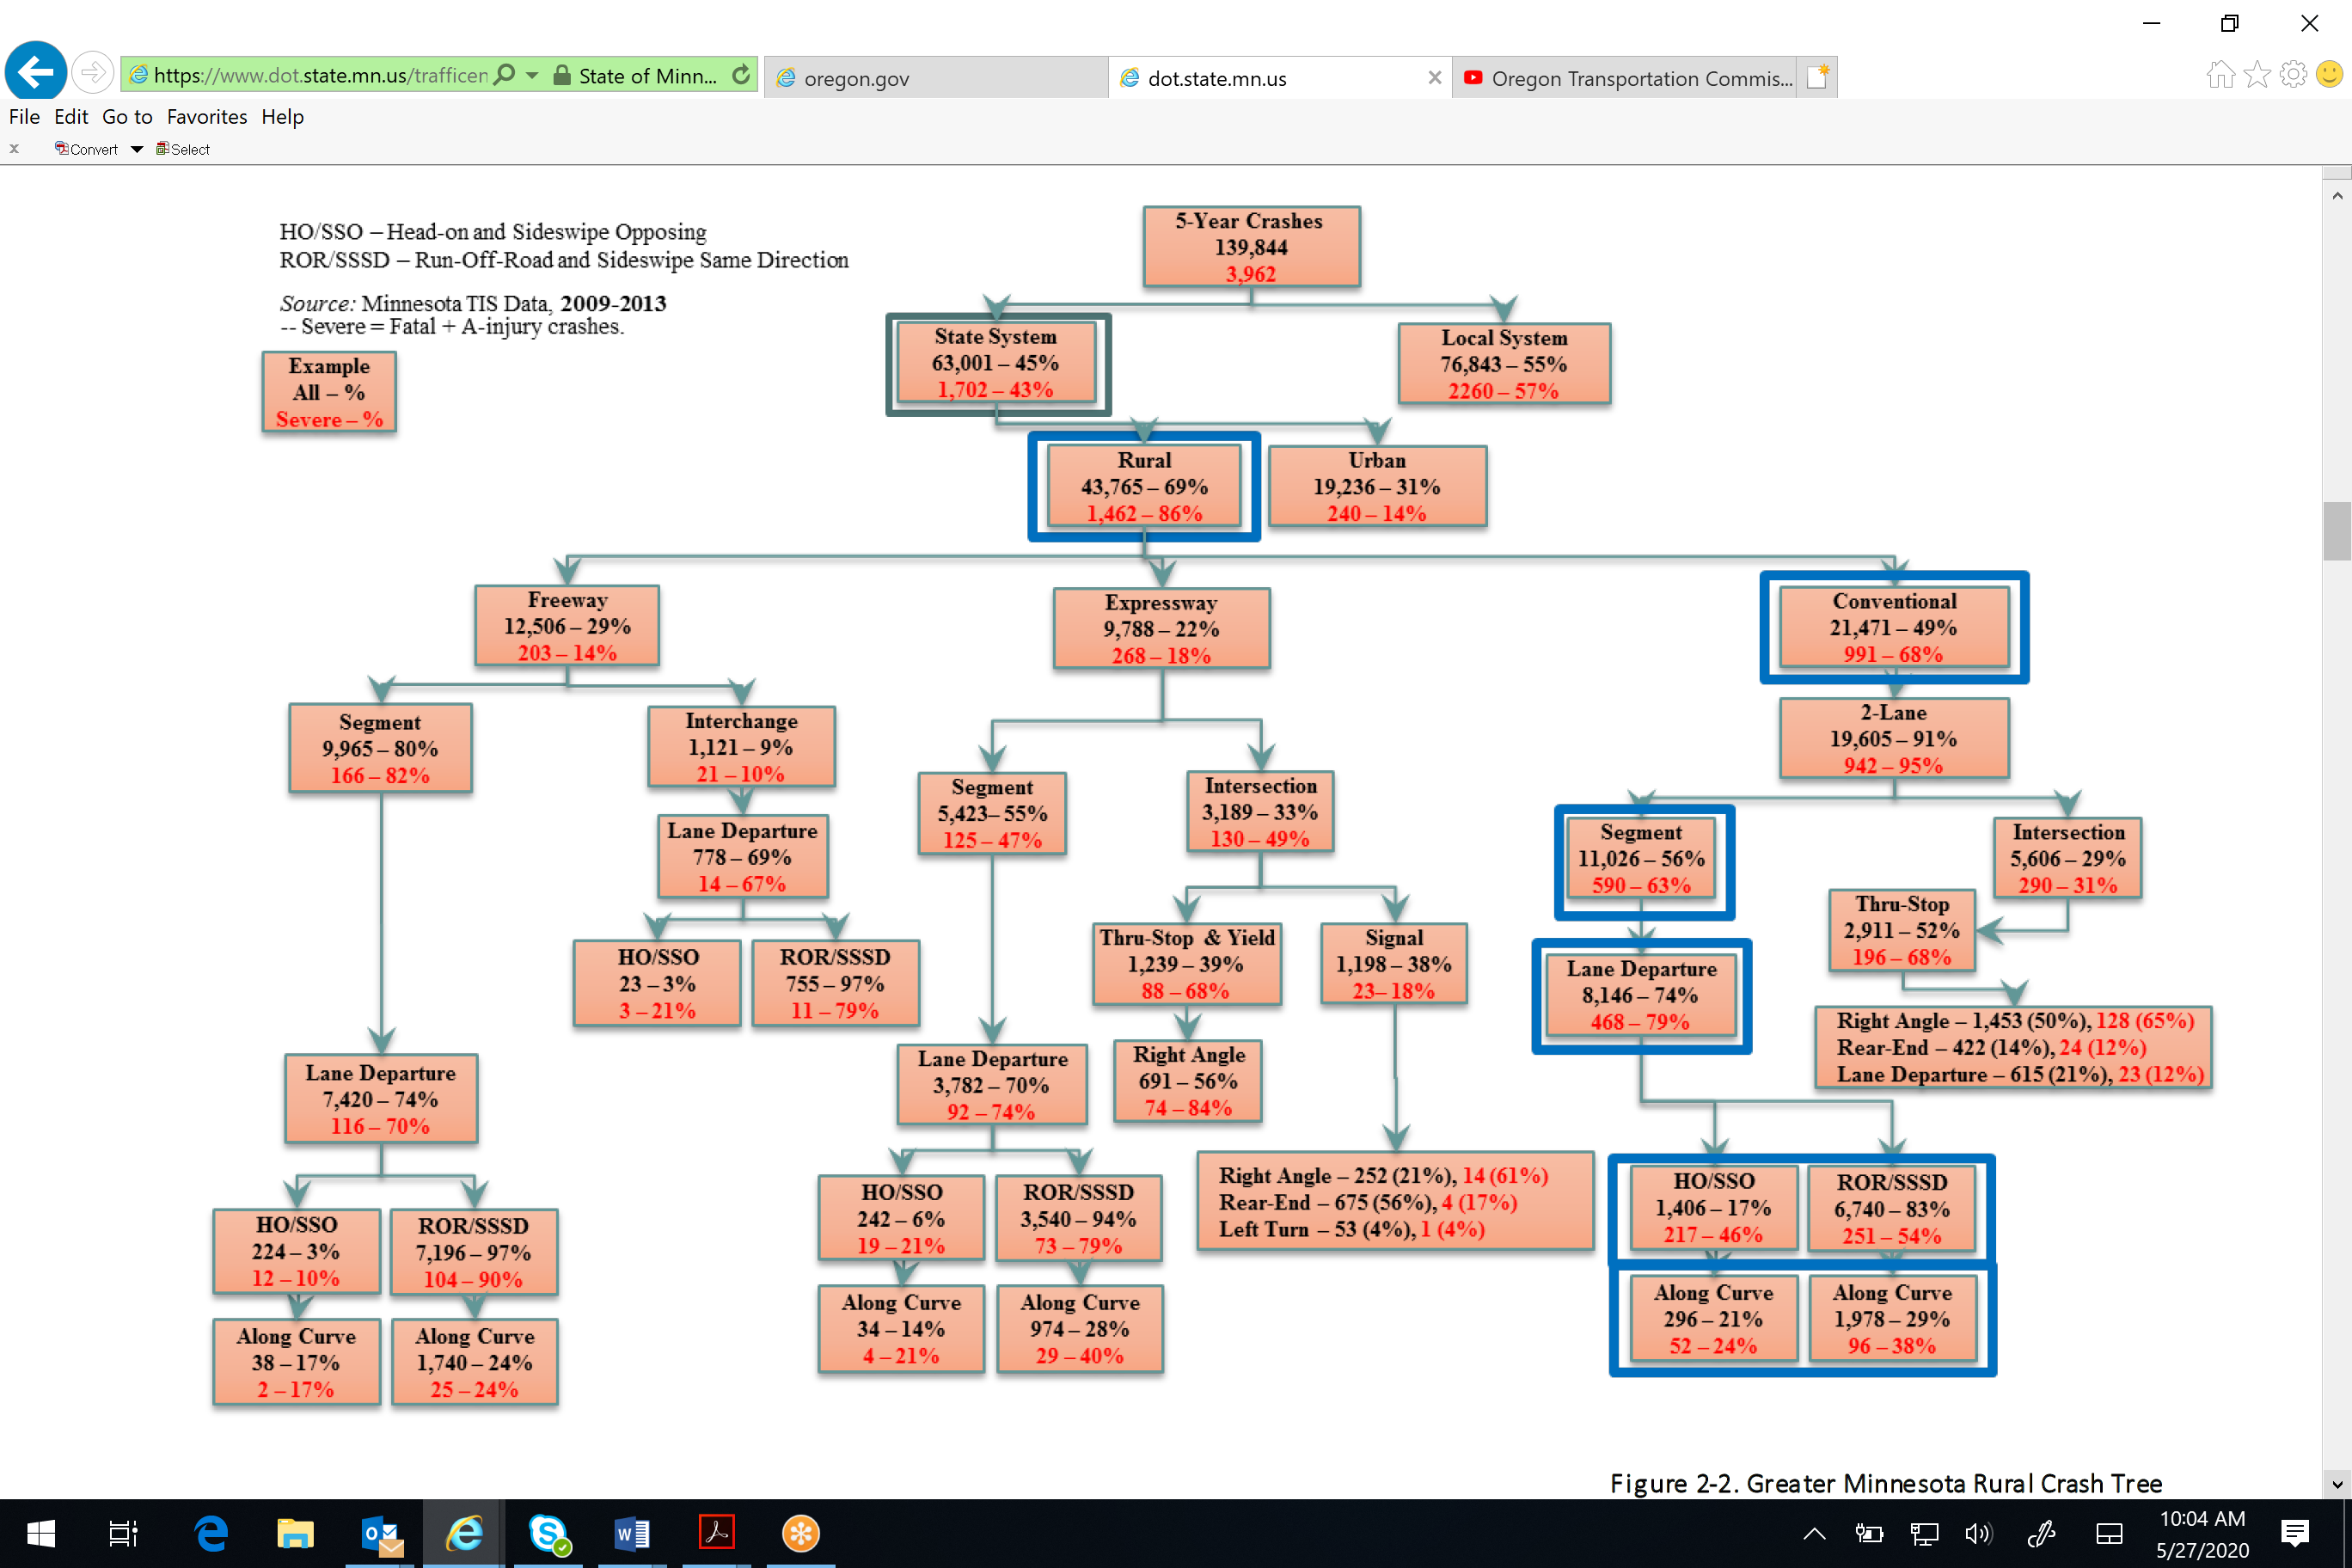 https://www.dot.state.mn.us/trafficen
State of Minn...
oregon.gov
dot.state.mn.us
Oregon Transportation Commis...
File Edit Go to Favorites Help
x Convert Select
HO/SSO – Head-on and Sideswipe Opposing
ROR/SSSD – Run-Off-Road and Sideswipe Same Direction
Source: Minnesota TIS Data, 2009-2013
-- Severe = Fatal + A-injury crashes.
Example
All – %
Severe – %
5-Year Crashes
139,844
3,962
State System
63,001 – 45%
1,702 – 43%
Local System
76,843 – 55%
2260 – 57%
Rural
43,765 – 69%
1,462 – 86%
Urban
19,236 – 31%
240 – 14%
Freeway
12,506 – 29%
203 – 14%
Expressway
9,788 – 22%
268 – 18%
Conventional
21,471 – 49%
991 – 68%
Segment
9,965 – 80%
166 – 82%
Interchange
1,121 – 9%
21 – 10%
Lane Departure
778 – 69%
14 – 67%
HO/SSO
23 – 3%
3 – 21%
ROR/SSSD
755 – 97%
11 – 79%
Lane Departure
7,420 – 74%
116 – 70%
HO/SSO
224 – 3%
12 – 10%
ROR/SSSD
7,196 – 97%
104 – 90%
Along Curve
38 – 17%
2 – 17%
Along Curve
1,740 – 24%
25 – 24%
Segment
5,423– 55%
125 – 47%
Intersection
3,189 – 33%
130 – 49%
Thru-Stop & Yield
1,239 – 39%
88 – 68%
Signal
1,198 – 38%
23– 18%
Lane Departure
3,782 – 70%
92 – 74%
Right Angle
691 – 56%
74 – 84%
HO/SSO
242 – 6%
19 – 21%
ROR/SSSD
3,540 – 94%
73 – 79%
Along Curve
34 – 14%
4 – 21%
Along Curve
974 – 28%
29 – 40%
Right Angle – 252 (21%), 14 (61%)
Rear-End – 675 (56%), 4 (17%)
Left Turn – 53 (4%), 1 (4%)
2-Lane
19,605 – 91%
942 – 95%
Segment
11,026 – 56%
590 – 63%
Intersection
5,606 – 29%
290 – 31%
Thru-Stop
2,911 – 52%
196 – 68%
Lane Departure
8,146 – 74%
468 – 79%
Right Angle – 1,453 (50%), 128 (65%)
Rear-End – 422 (14%), 24 (12%)
Lane Departure – 615 (21%), 23 (12%)
HO/SSO
1,406 – 17%
217 – 46%
ROR/SSSD
6,740 – 83%
251 – 54%
Along Curve
296 – 21%
52 – 24%
Along Curve
1,978 – 29%
96 – 38%
Figure 2-2. Greater Minnesota Rural Crash Tree
10:04 AM
5/27/2020